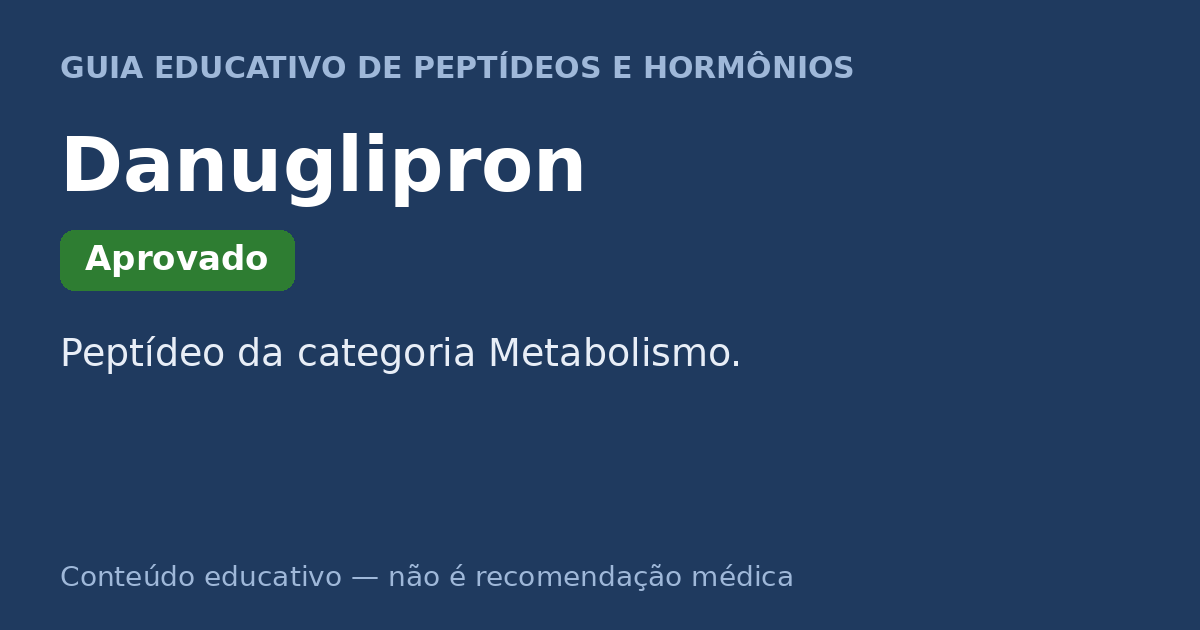 GUIA EDUCATIVO DE PEPTÍDEOS E HORMÔNIOS
Danuglipron
Aprovado
Peptídeo da categoria Metabolismo.
Conteúdo educativo — não é recomendação médica